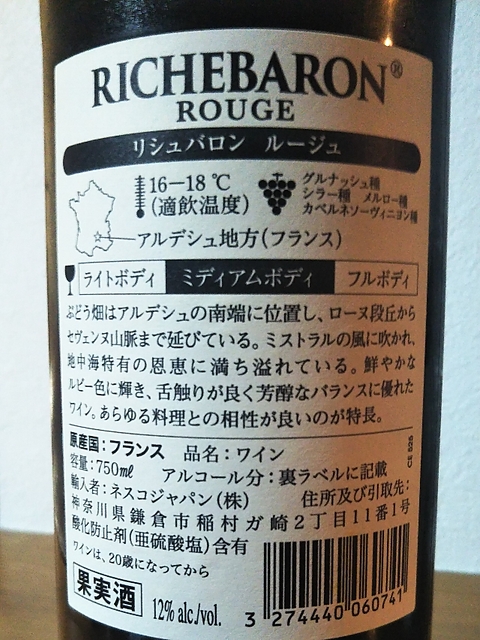 RICHEBARON®
ROUGE
リシュバロン ルージュ
16－18 ℃
(適飲温度)
グルナッシュ種
シラー種 メルロー種
カベルネソーヴィニヨン種
アルデシュ地方(フランス)
ライトボディ ミディアムボディ フルボディ
ぶどう畑はアルデシュの南端に位置し、ローヌ段丘から
セヴェンヌ山脈まで延びている。ミストラルの風に吹かれ、
地中海特有の恩恵に満ち溢れている。鮮やかな
ルビー色に輝き、舌触りが良く芳醇なバランスに優れた
ワイン。あらゆる料理との相性が良いのが特長。
原産国：フランス 品名：ワイン
容量：750㎖ アルコール分：裏ラベルに記載
輸入者：ネスコジャパン(株) 住所及び引取先：
神奈川県鎌倉市稲村ガ崎2丁目11番1号
酸化防止剤(亜硫酸塩)含有
ワインは、20歳になってから
果実酒 12% alc./vol.
3 274440 060741
CE 525